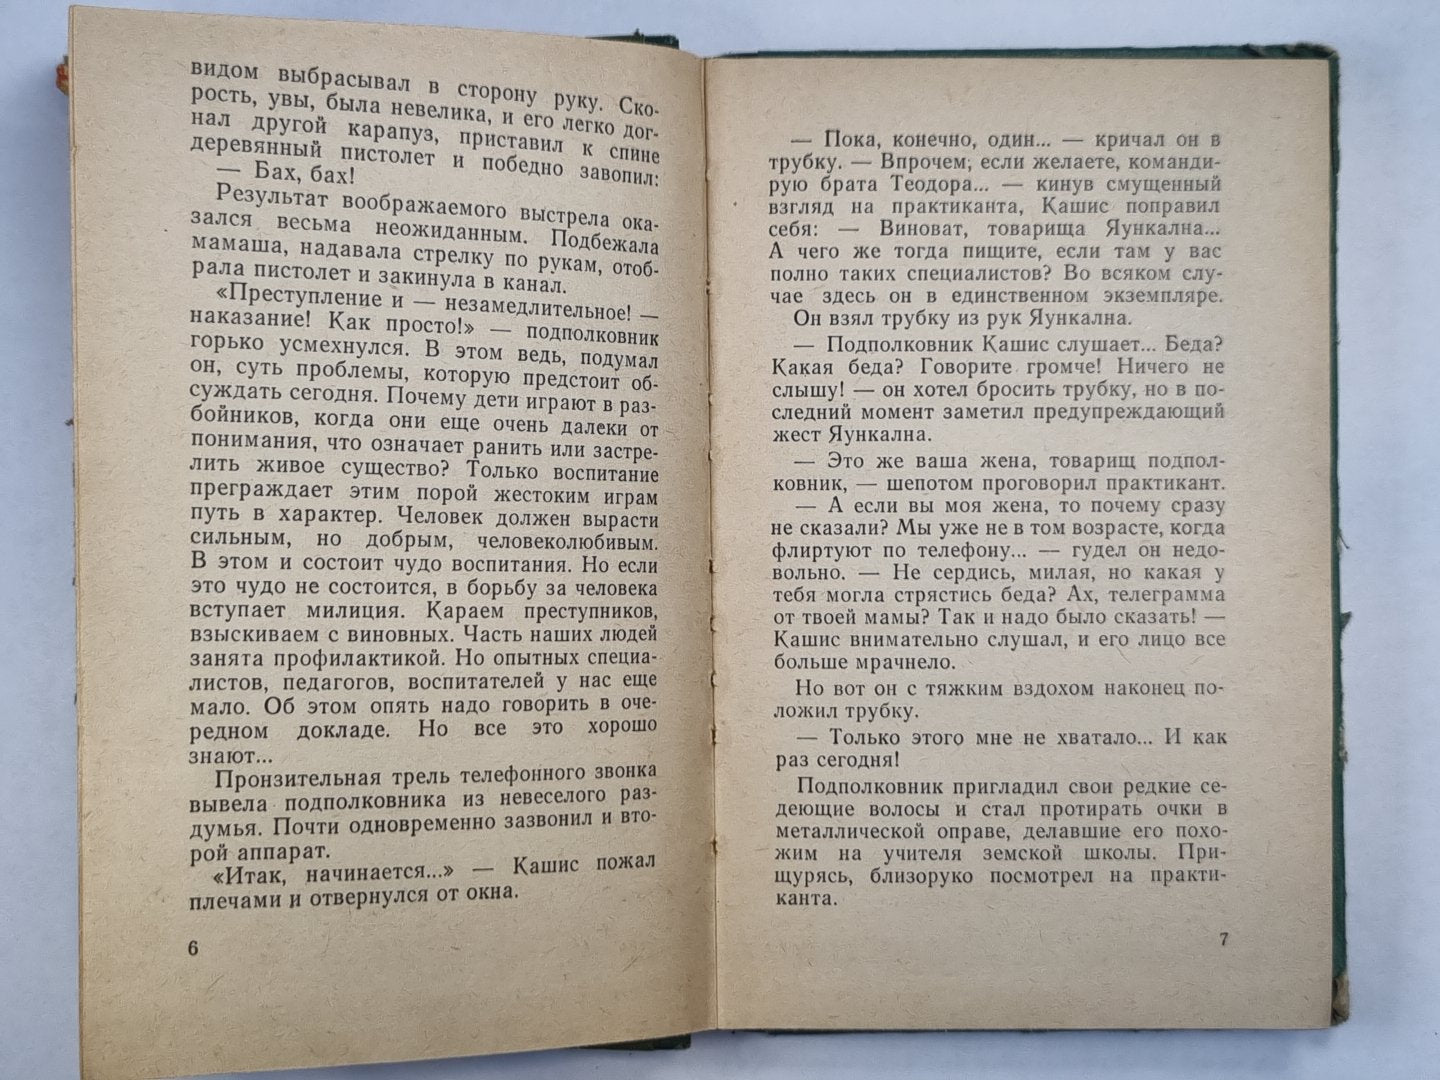 видом выбрасывал в сторону руку. Ско-
рость, увы, была невелика, и его легко дог-
нал другой карапуз, приставил к спине
деревянный пистолет и победно завопил:
— Бах, бах!
Результат воображаемого выстрела ока-
зался весьма неожиданным. Подбежала
мамаша, надавала стрелку по рукам, отоб-
рала пистолет и закинула в канал.
«Преступление и — незамедлительное! —
наказание! Как просто!» — подполковник
горько усмехнулся. В этом ведь, подумал
он, суть проблемы, которую предстоит об-
суждать сегодня. Почему дети играют в раз-
бойников, когда они еще очень далеки от
понимания, что означает ранить или застре-
лить живое существо? Только воспитание
преграждает этим порой жестоким играм
путь в характер. Человек должен вырасти
сильным, но добрым, человеколюбивым.
В этом и состоит чудо воспитания. Но если
это чудо не состоится, в борьбу за человека
вступает милиция. Караем преступников,
взыскиваем с виновных. Часть наших людей
занята профилактикой. Но опытных специа-
листов, педагогов, воспитателей у нас еще
мало. Об этом опять надо говорить в оче-
редном докладе. Но все это хорошо
знают...
Пронзительная трель телефонного звонка
вывела подполковника из невеселого раз-
думья. Почти одновременно зазвонил и вто-
рой аппарат.
«Итак, начинается...» — Кашис пожал
плечами и отвернулся от окна.
6
— Пока, конечно, один... — кричал он в
трубку. — Впрочем, если желаете, команди-
рую брата Теодора... — кинув смущенный
взгляд на практиканта, Кашис поправил
себя: — Виноват, товарища Яункална...
А чего же тогда пищите, если там у вас
полно таких специалистов? Во всяком слу-
чае здесь он в единственном экземпляре.
Он взял трубку из рук Яункална.
— Подполковник Кашис слушает... Беда?
Какая беда? Говорите громче! Ничего не
слышу! — он хотел бросить трубку, но в по-
следний момент заметил предупреждающий
жест Яункална.
— Это же ваша жена, товарищ подпол-
ковник, — шепотом проговорил практикант.
— А если вы моя жена, то почему сразу
не сказали? Мы уже не в том возрасте, когда
флиртуют по телефону... — гудел он недо-
вольно. — Не сердись, милая, но какая у
тебя могла стрястись беда? Ах, телеграмма
от твоей мамы? Так и надо было сказать! —
Кашис внимательно слушал, и его лицо все
больше мрачнело.
Но вот он с тяжким вздохом наконец по-
ложил трубку.
— Только этого мне не хватало... И как
раз сегодня!
Подполковник пригладил свои редкие се-
деющие волосы и стал протирать очки в
металлической оправе, делавшие его похо-
жим на учителя земской школы. При-
щурясь, близоруко посмотрел на практи-
канта.
7